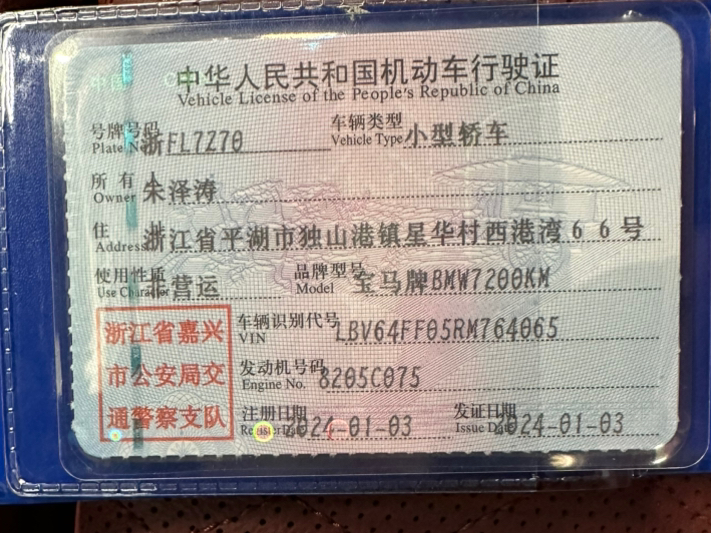 中华人民共和国机动车行驶证
Vehicle License of the People's Republic of China
号牌号码 浙FL7Z70 车辆类型 小型轿车
Plate No. Vehicle Type
所有人 朱泽涛
Owner
住 浙江省平湖市独山港镇星华村西港湾66号
Address
使用性质 非营运 品牌型号 宝马牌BMW7200KM
Use Character Model
浙江省嘉兴
市公安局交
通警察支队
车辆识别代号 LBV64FF05RM764065
VIN
发动机号码 8205C075
Engine No.
注册日期 2024-01-03 发证日期 2024-01-03
Register Date Issue Date